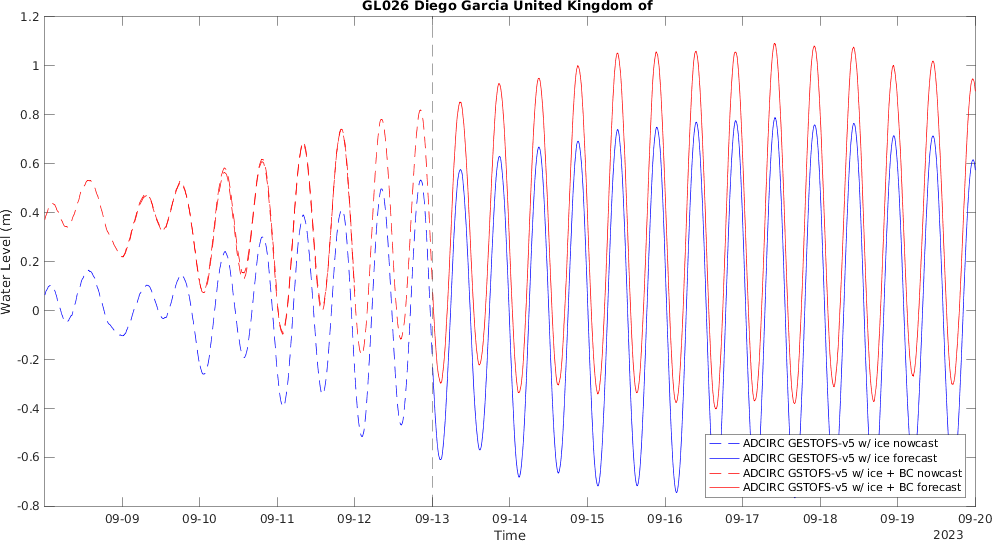 GL026 Diego Garcia United Kingdom of
1.2
1
0.8
0.6
0.4
0.2
0
-0.2
-0.4
-0.6
-0.8
Water Level (m)
ADCIRC GESTOFS-v5 w/ ice nowcast
ADCIRC GESTOFS-v5 w/ ice forecast
ADCIRC GSTOFS-v5 w/ ice + BC nowcast
ADCIRC GSTOFS-v5 w/ ice + BC forecast
09-09 09-10 09-11 09-12 09-13 09-14 09-15 09-16 09-17 09-18 09-19 09-20
Time
2023